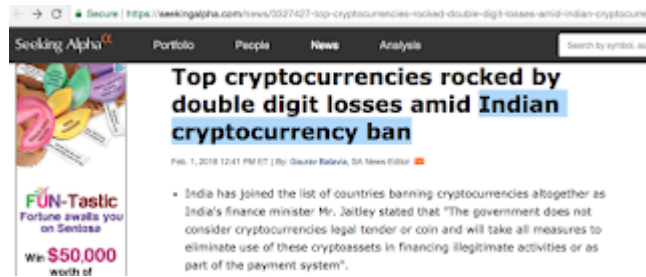 Secure | https://seekingalpha.com/news/3327427-top-cryptocurrencies-rocked-double-digit-losses-amid-indian-cryptocurre
Seeking Alphaα Portfolio People News Analysis Search by symbol, au
Top cryptocurrencies rocked by
double digit losses amid Indian
cryptocurrency ban
Feb. 1, 2018 12:41 PM ET | By: Gaurav Batavia, SA News Editor
• India has joined the list of countries banning cryptocurrencies altogether as
India's finance minister Mr. Jaitley stated that "The government does not
consider cryptocurrencies legal tender or coin and will take all measures to
eliminate use of these cryptoassets in financing illegitimate activities or as
part of the payment system".
FUN-Tastic
Fortune awaits you
on Sentosa
Win $50,000
worth of